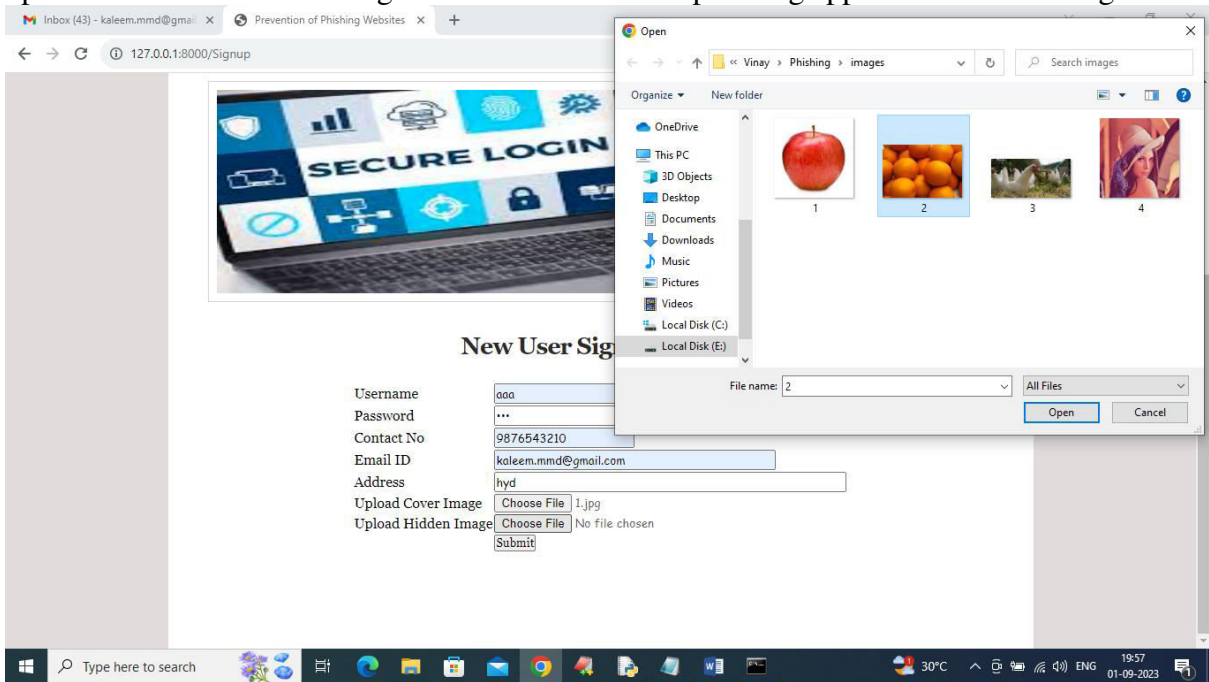 Inbox (43) - kaleem.mmd@gmai
Prevention of Phishing Websites
127.0.0.1:8000/Signup
SECURE LOGIN
New User Sig
Username aaa
Password •••
Contact No 9876543210
Email ID kaleem.mmd@gmail.com
Address hyd
Upload Cover Image Choose File 1.jpg
Upload Hidden Image Choose File No file chosen
Submit
Open
« Vinay › Phishing › images
Search images
Organize
New folder
OneDrive
This PC
3D Objects
Desktop
Documents
Downloads
Music
Pictures
Videos
Local Disk (C:)
Local Disk (E:)
1 2 3 4
File name: 2
All Files
Open Cancel
Type here to search
30°C
ENG
19:57
01-09-2023
1